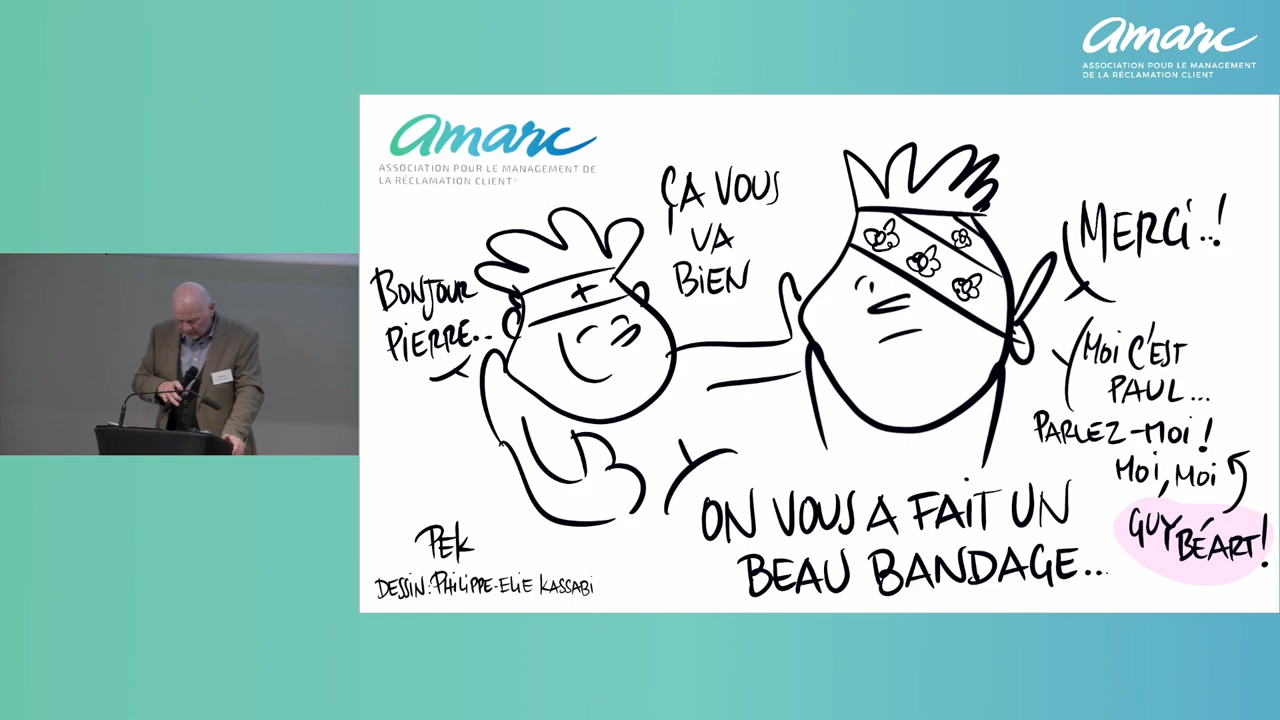 amarc
ASSOCIATION POUR LE MANAGEMENT
DE LA RÉCLAMATION CLIENT
amarc
ASSOCIATION POUR LE MANAGEMENT DE
LA RÉCLAMATION CLIENT®
BONJOUR
PIERRE..
ÇA VOUS
VA
BIEN
MERCI..!
MOI C'EST
PAUL...
PARLEZ-MOI !
MOI, MOI
GUY
BÉART!
ON VOUS A FAIT UN
BEAU BANDAGE...
PEK
DESSIN: PHILIPPE-ELIE KASSABI